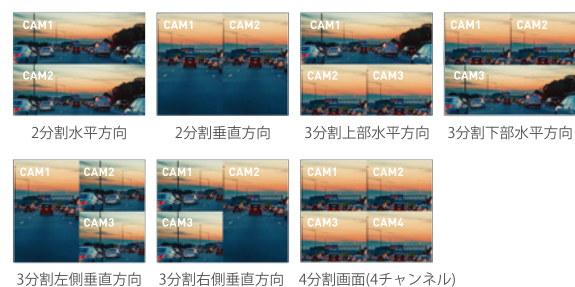 CAM1
CAM2
2分割水平方向
CAM1 CAM2
2分割垂直方向
CAM1
CAM2 CAM3
3分割上部水平方向
CAM1 CAM2
CAM3
3分割下部水平方向
CAM1 CAM2
CAM3
3分割左側垂直方向
CAM1 CAM2
CAM3
3分割右側垂直方向
CAM1 CAM2
CAM3 CAM4
4分割画面(4チャンネル)